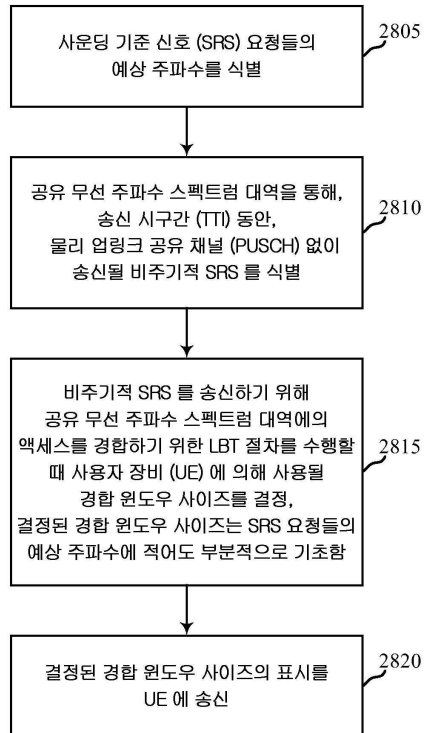 사운딩 기준 신호 (SRS) 요청들의
예상 주파수를 식별
2805
공유 무선 주파수 스펙트럼 대역을 통해,
송신 시구간 (TTI) 동안,
물리 업링크 공유 채널 (PUSCH) 없이
송신될 비주기적 SRS 를 식별
2810
비주기적 SRS 를 송신하기 위해
공유 무선 주파수 스펙트럼 대역에의
액세스를 경합하기 위한 LBT 절차를 수행할
때 사용자 장비 (UE) 에 의해 사용될
경합 윈도우 사이즈를 결정,
결정된 경합 윈도우 사이즈는 SRS 요청들의
예상 주파수에 적어도 부분적으로 기초함
2815
결정된 경합 윈도우 사이즈의 표시를
UE 에 송신
2820